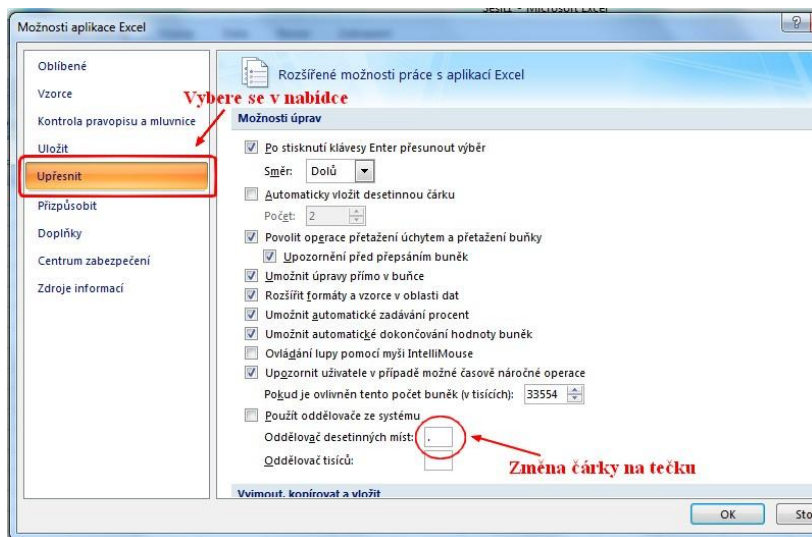 Sešit1 - Microsoft Excel
Možnosti aplikace Excel
?
Oblíbené
Vzorce
Kontrola pravopisu a mluvnice
Uložit
Upřesnit
Přizpůsobit
Doplňky
Centrum zabezpečení
Zdroje informací
Vybere se v nabídce
Rozšířené možnosti práce s aplikací Excel
Možnosti úprav
Po stisknutí klávesy Enter přesunout výběr
Směr: Dolů
Automaticky vložit desetinnou čárku
Počet: 2
Povolit operace přetažení úchytem a přetažení buňky
Upozornění před přepsáním buněk
Umožnit úpravy přímo v buňce
Rozšířit formáty a vzorce v oblasti dat
Umožnit automatické zadávání procent
Umožnit automatické dokončování hodnoty buněk
Ovládání lupy pomocí myši IntelliMouse
Upozornit uživatele v případě možné časově náročné operace
Pokud je ovlivněn tento počet buněk (v tisících): 33554
Použít oddělovače ze systému
Oddělovač desetinných míst: .
Oddělovač tisíců:
Změna čárky na tečku
Vyjmout, kopírovat a vložit
OK
Sto